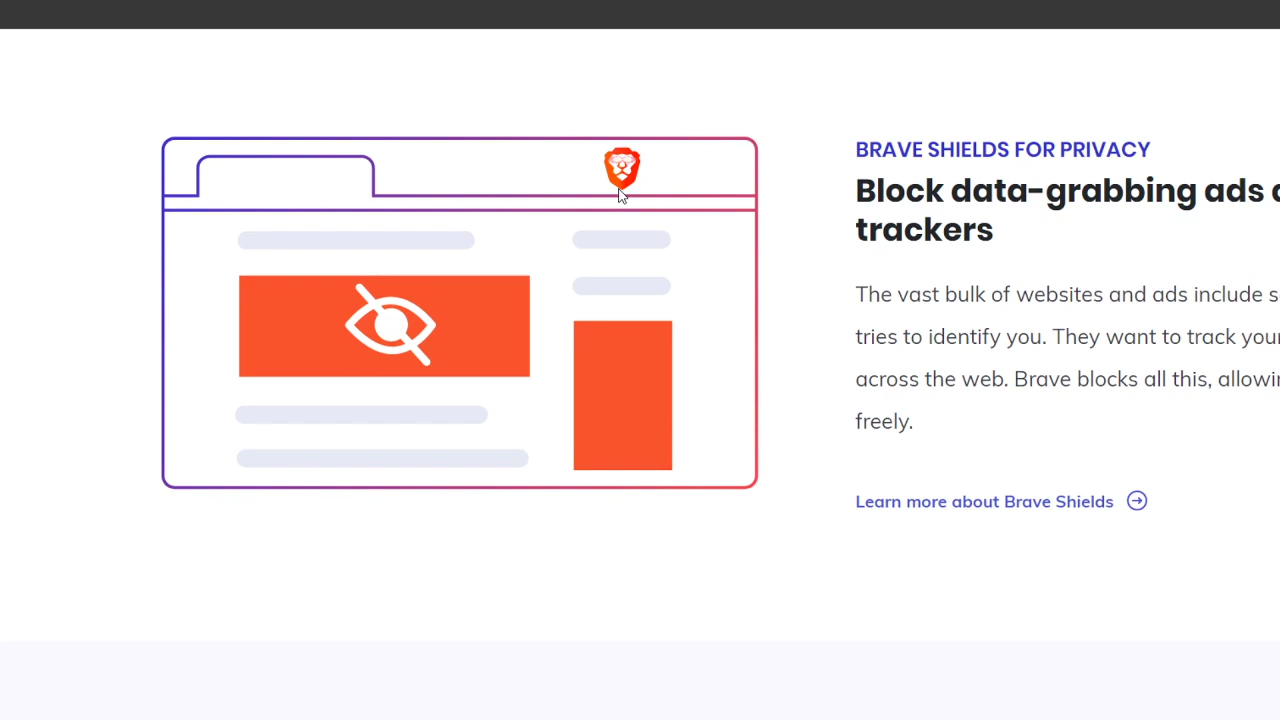 BRAVE SHIELDS FOR PRIVACY
Block data-grabbing ads
trackers
The vast bulk of websites and ads include
tries to identify you. They want to track your
across the web. Brave blocks all this,
freely.
Learn more about Brave Shields